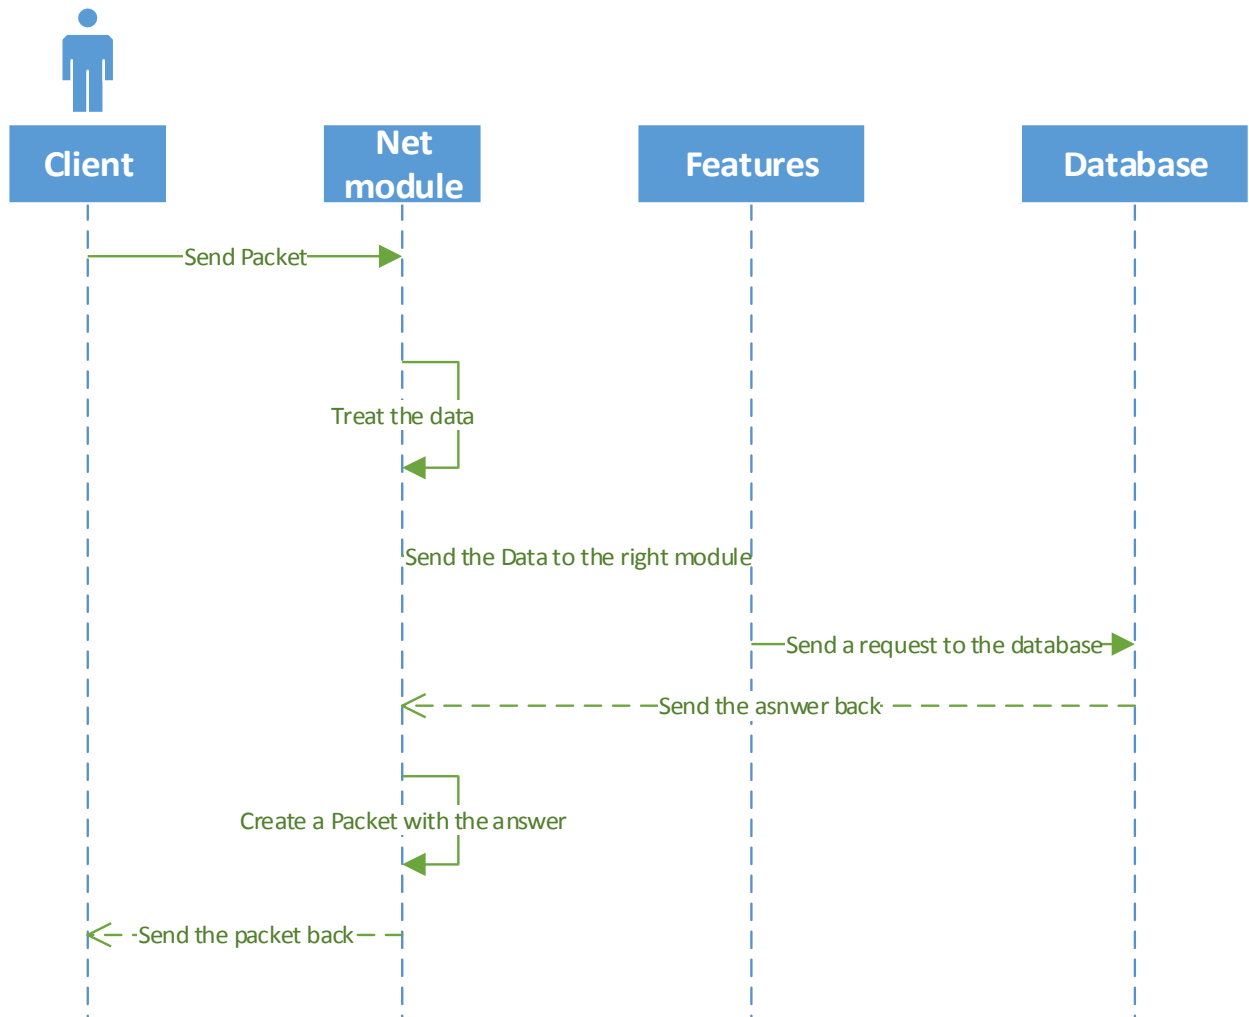 Client
Net
module
Features
Database
Send Packet
Treat the data
Send the Data to the right module
Send a request to the database
Send the asnwer back
Create a Packet with the answer
Send the packet back